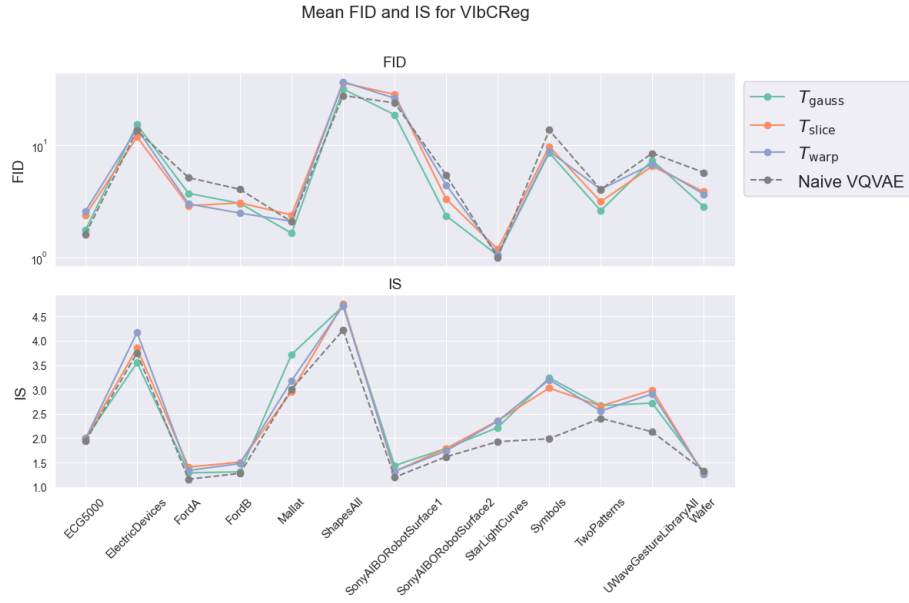 Mean FID and IS for VIbCReg
FID
FID
10¹
10⁰
T_gauss
T_slice
T_warp
Naive VQVAE
IS
IS
4.5
4.0
3.5
3.0
2.5
2.0
1.5
1.0
ECG5000
ElectricDevices
FordA
FordB
Mallat
ShapesAll
SonyAIBORobotSurface1
SonyAIBORobotSurface2
StarLightCurves
Symbols
TwoPatterns
UWaveGestureLibraryAll
Wafer